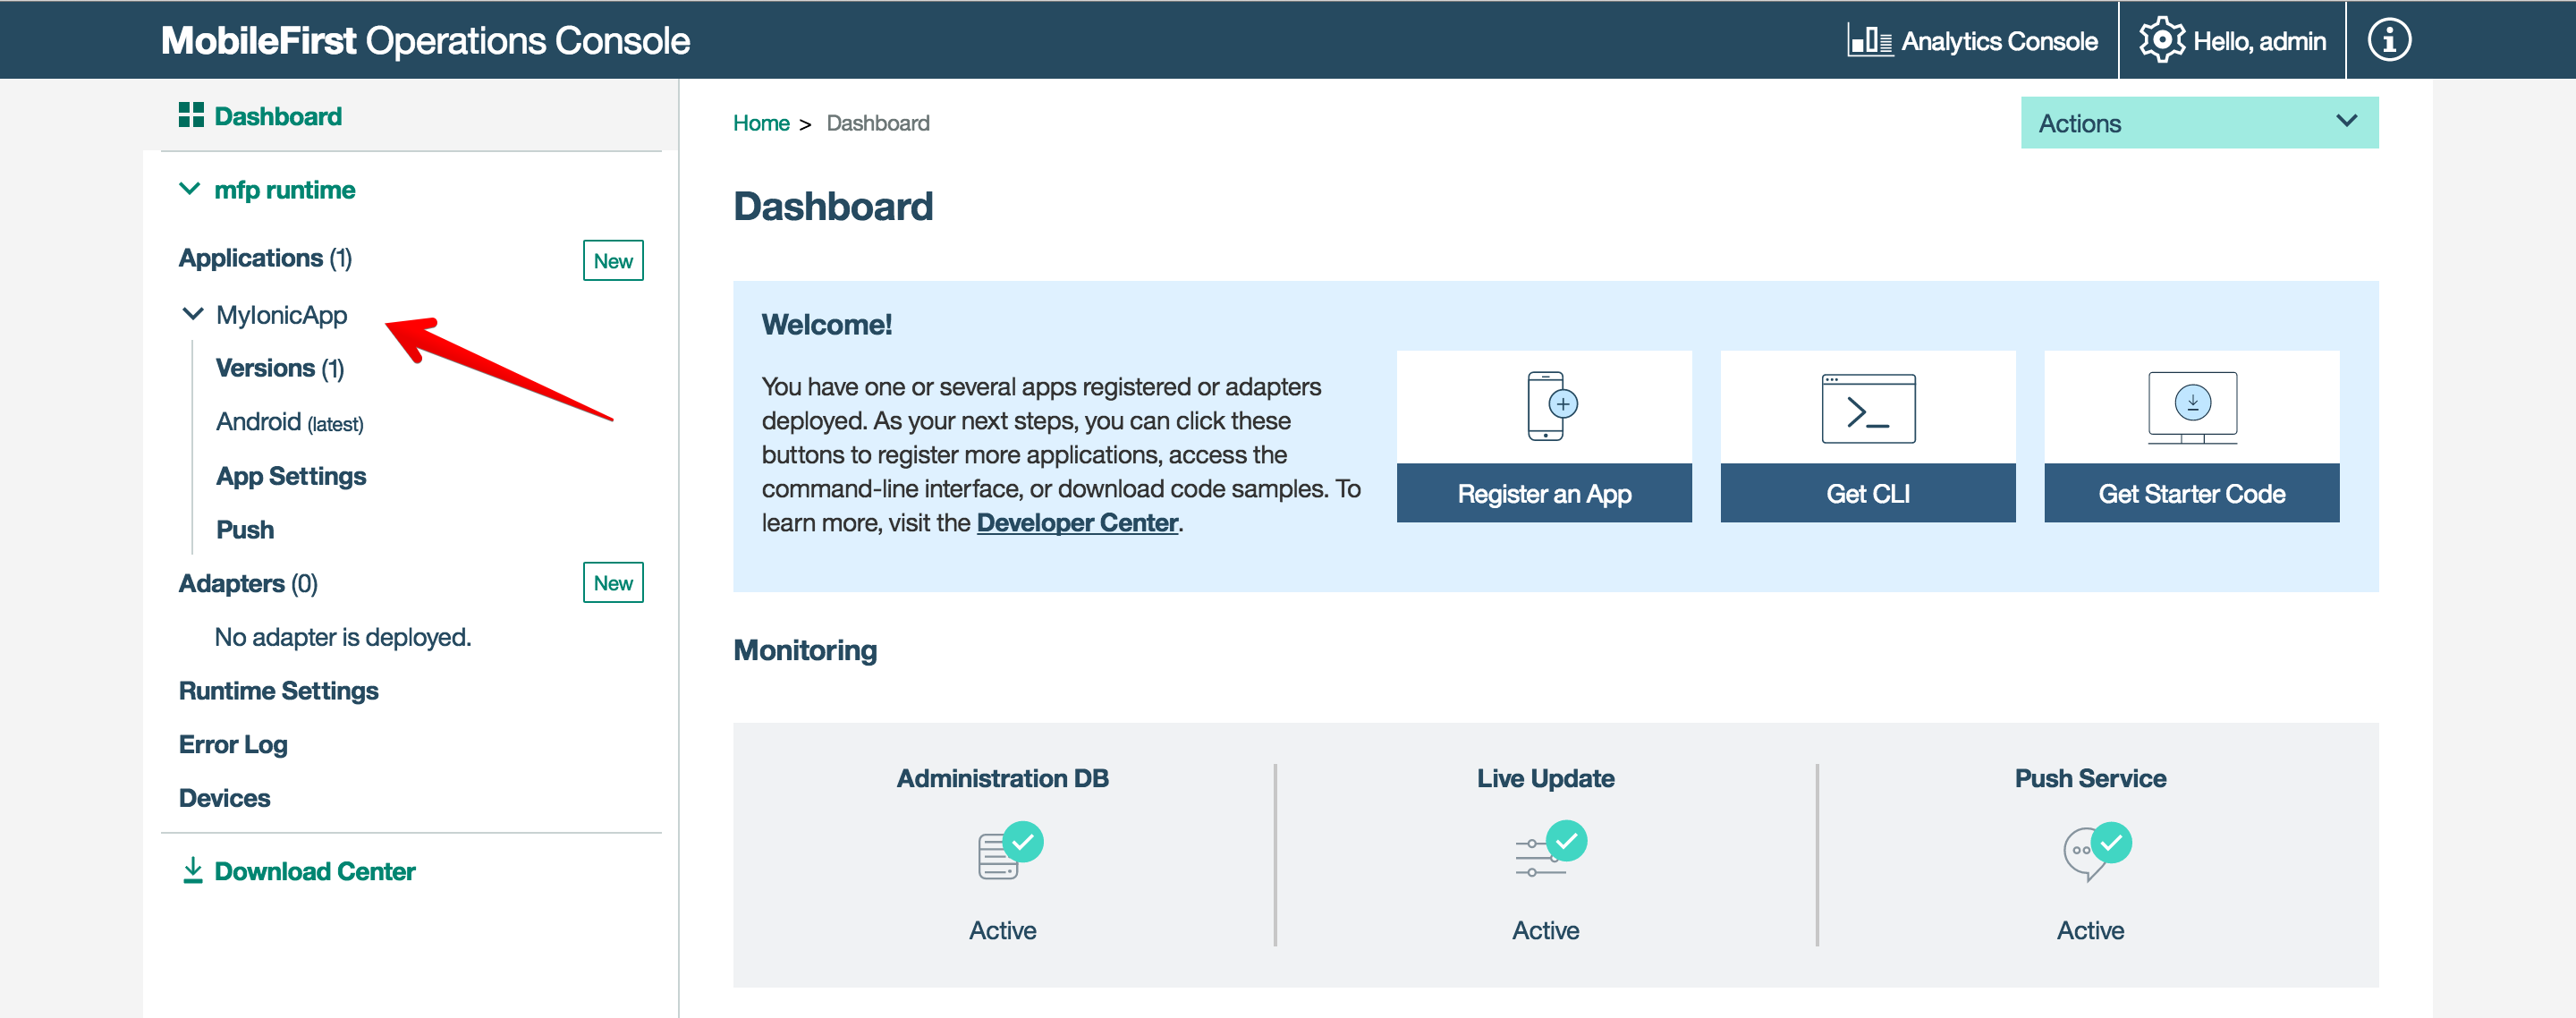 MobileFirst Operations Console
Analytics Console
Hello, admin
Dashboard
mfp runtime
Applications (1)
New
MyIonicApp
Versions (1)
Android (latest)
App Settings
Push
Adapters (0)
New
No adapter is deployed.
Runtime Settings
Error Log
Devices
Download Center
Home > Dashboard
Actions
Dashboard
Welcome!
You have one or several apps registered or adapters
deployed. As your next steps, you can click these
buttons to register more applications, access the
command-line interface, or download code samples. To
learn more, visit the Developer Center.
Register an App
Get CLI
Get Starter Code
Monitoring
Administration DB
Active
Live Update
Active
Push Service
Active